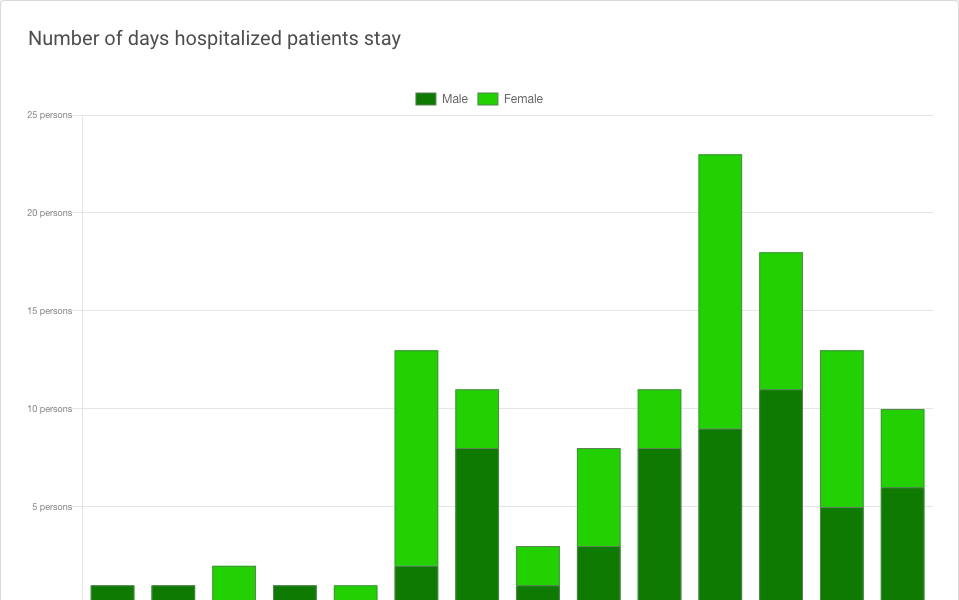 Number of days hospitalized patients stay
Male Female
25 persons
20 persons
15 persons
10 persons
5 persons